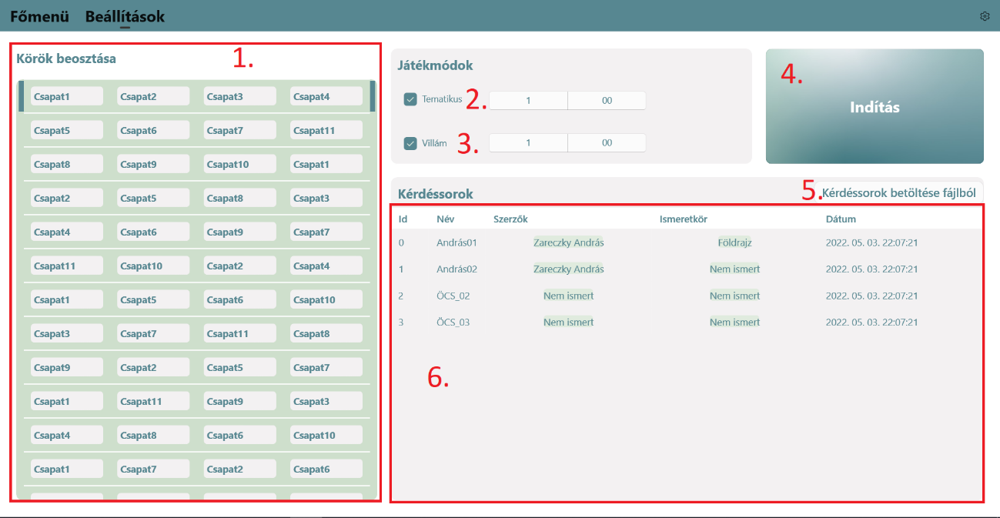 Főmenü Beállítások
Körök beosztása 1.
Csapat1 Csapat2 Csapat3 Csapat4
Csapat5 Csapat6 Csapat7 Csapat11
Csapat8 Csapat9 Csapat10 Csapat1
Csapat2 Csapat5 Csapat8 Csapat3
Csapat4 Csapat6 Csapat9 Csapat7
Csapat11 Csapat10 Csapat2 Csapat4
Csapat1 Csapat5 Csapat6 Csapat10
Csapat3 Csapat7 Csapat11 Csapat8
Csapat9 Csapat2 Csapat5 Csapat7
Csapat1 Csapat11 Csapat9 Csapat3
Csapat4 Csapat8 Csapat6 Csapat10
Csapat1 Csapat7 Csapat2 Csapat6
Játékmódok
Tematikus 2. 1 00
Villám 3. 1 00
4.
Indítás
Kérdéssorok 5. Kérdéssorok betöltése fájlból
Id Név Szerzők Ismeretkör Dátum
0 András01 Zareczky András Földrajz 2022. 05. 03. 22:07:21
1 András02 Zareczky András Nem ismert 2022. 05. 03. 22:07:21
2 ÖCS_02 Nem ismert Nem ismert 2022. 05. 03. 22:07:21
3 ÖCS_03 Nem ismert Nem ismert 2022. 05. 03. 22:07:21
6.